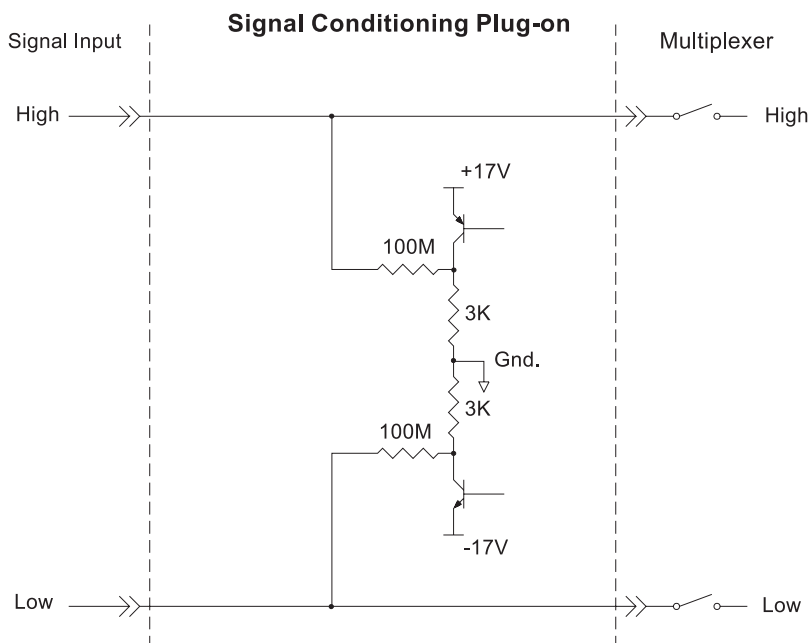 Signal Conditioning Plug-on
Signal Input
Multiplexer
High
High
+17V
100M
3K
Gnd.
3K
100M
-17V
Low
Low